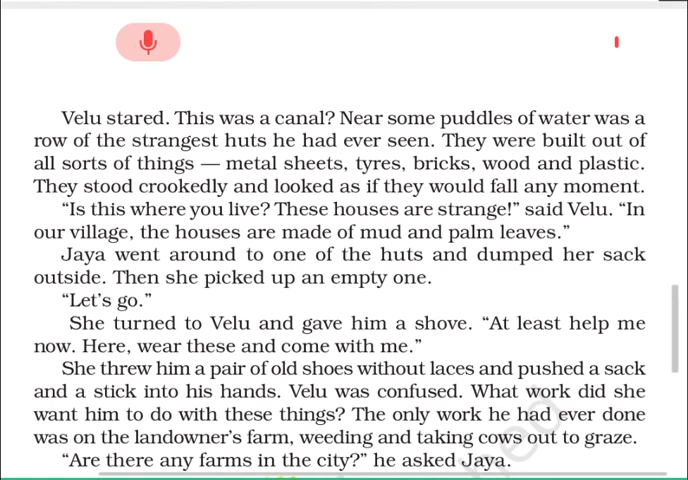 Velu stared. This was a canal? Near some puddles of water was a
row of the strangest huts he had ever seen. They were built out of
all sorts of things — metal sheets, tyres, bricks, wood and plastic.
They stood crookedly and looked as if they would fall any moment.
“Is this where you live? These houses are strange!” said Velu. “In
our village, the houses are made of mud and palm leaves.”
Jaya went around to one of the huts and dumped her sack
outside. Then she picked up an empty one.
“Let’s go.”
She turned to Velu and gave him a shove. “At least help me
now. Here, wear these and come with me.”
She threw him a pair of old shoes without laces and pushed a sack
and a stick into his hands. Velu was confused. What work did she
want him to do with these things? The only work he had ever done
was on the landowner’s farm, weeding and taking cows out to graze.
“Are there any farms in the city?” he asked Jaya.